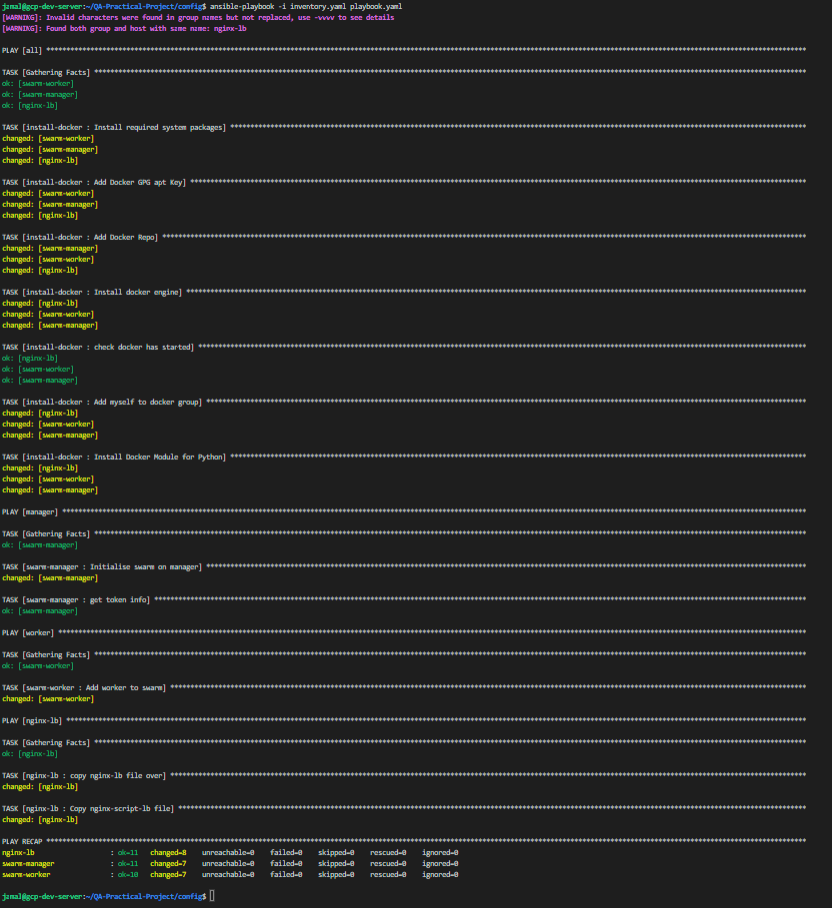 jamal@gcp-dev-server:~/QA-Practical-Project/config$ ansible-playbook -i inventory.yaml playbook.yaml
[WARNING]: Invalid characters were found in group names but not replaced, use -vvvv to see details
[WARNING]: Found both group and host with same name: nginx-lb
PLAY [all] ****************************************************************
TASK [Gathering Facts] ****************************************************************
ok: [swarm-worker]
ok: [swarm-manager]
ok: [nginx-lb]
TASK [install-docker : Install required system packages] ****************************************************************
changed: [swarm-worker]
changed: [swarm-manager]
changed: [nginx-lb]
TASK [install-docker : Add Docker GPG apt Key] ****************************************************************
changed: [swarm-worker]
changed: [swarm-manager]
changed: [nginx-lb]
TASK [install-docker : Add Docker Repo] ****************************************************************
changed: [swarm-manager]
changed: [swarm-worker]
changed: [nginx-lb]
TASK [install-docker : Install docker engine] ****************************************************************
changed: [nginx-lb]
changed: [swarm-worker]
changed: [swarm-manager]
TASK [install-docker : check docker has started] ****************************************************************
ok: [nginx-lb]
ok: [swarm-worker]
ok: [swarm-manager]
TASK [install-docker : Add myself to docker group] ****************************************************************
changed: [nginx-lb]
changed: [swarm-worker]
changed: [swarm-manager]
TASK [install-docker : Install Docker Module for Python] ****************************************************************
changed: [nginx-lb]
changed: [swarm-worker]
changed: [swarm-manager]
PLAY [manager] ****************************************************************
TASK [Gathering Facts] ****************************************************************
ok: [swarm-manager]
TASK [swarm-manager : Initialise swarm on manager] ****************************************************************
changed: [swarm-manager]
TASK [swarm-manager : get token info] ****************************************************************
ok: [swarm-manager]
PLAY [worker] ****************************************************************
TASK [Gathering Facts] ****************************************************************
ok: [swarm-worker]
TASK [swarm-worker : Add worker to swarm] ****************************************************************
changed: [swarm-worker]
PLAY [nginx-lb] ****************************************************************
TASK [Gathering Facts] ****************************************************************
ok: [nginx-lb]
TASK [nginx-lb : copy nginx-lb file over] ****************************************************************
changed: [nginx-lb]
TASK [nginx-lb : Copy nginx-script-lb file] ****************************************************************
changed: [nginx-lb]
PLAY RECAP ****************************************************************
nginx-lb : ok=11 changed=8 unreachable=0 failed=0 skipped=0 rescued=0 ignored=0
swarm-manager : ok=11 changed=7 unreachable=0 failed=0 skipped=0 rescued=0 ignored=0
swarm-worker : ok=10 changed=7 unreachable=0 failed=0 skipped=0 rescued=0 ignored=0
jamal@gcp-dev-server:~/QA-Practical-Project/config$